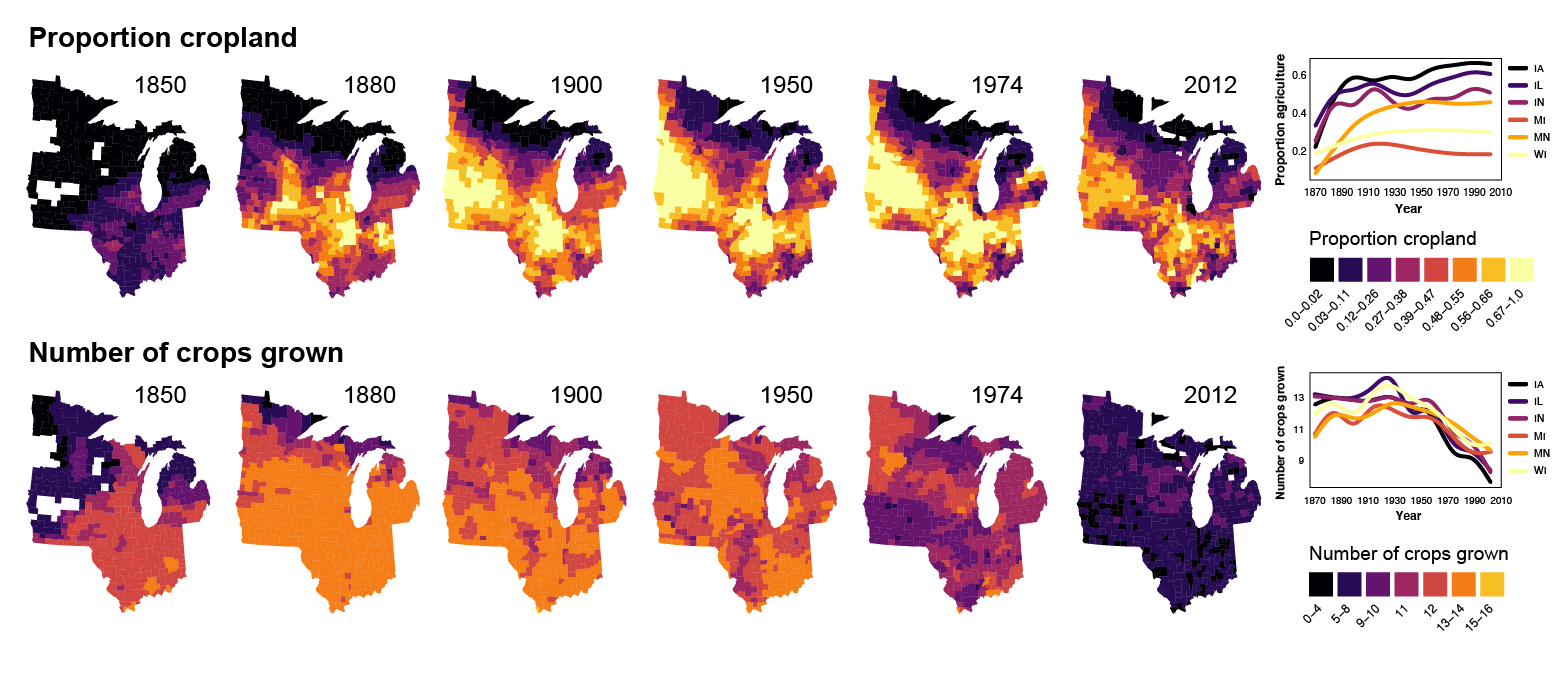 Proportion cropland
1850
1880
1900
1950
1974
2012
Proportion agriculture
0.6
0.4
0.2
1870 1890 1910 1930 1950 1970 1990 2010
Year
IA
IL
IN
MI
MN
WI
Proportion cropland
0.0–0.02
0.03–0.11
0.12–0.26
0.27–0.38
0.39–0.47
0.48–0.55
0.56–0.66
0.67–1.0
Number of crops grown
1850
1880
1900
1950
1974
2012
Number of crops grown
13
11
9
1870 1890 1910 1930 1950 1970 1990 2010
Year
IA
IL
IN
MI
MN
WI
Number of crops grown
0–4
5–8
9–10
11
12
13–14
15–16